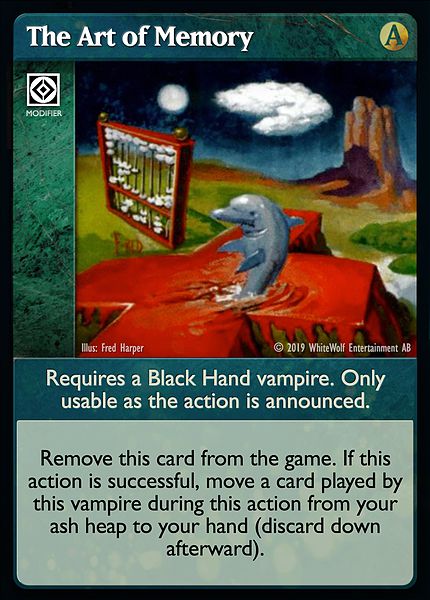 The Art of Memory
A
MODIFIER
FRED
Illus: Fred Harper
© 2019 WhiteWolf Entertainment AB
Requires a Black Hand vampire. Only
usable as the action is announced.
Remove this card from the game. If this
action is successful, move a card played by
this vampire during this action from your
ash heap to your hand (discard down
afterward).